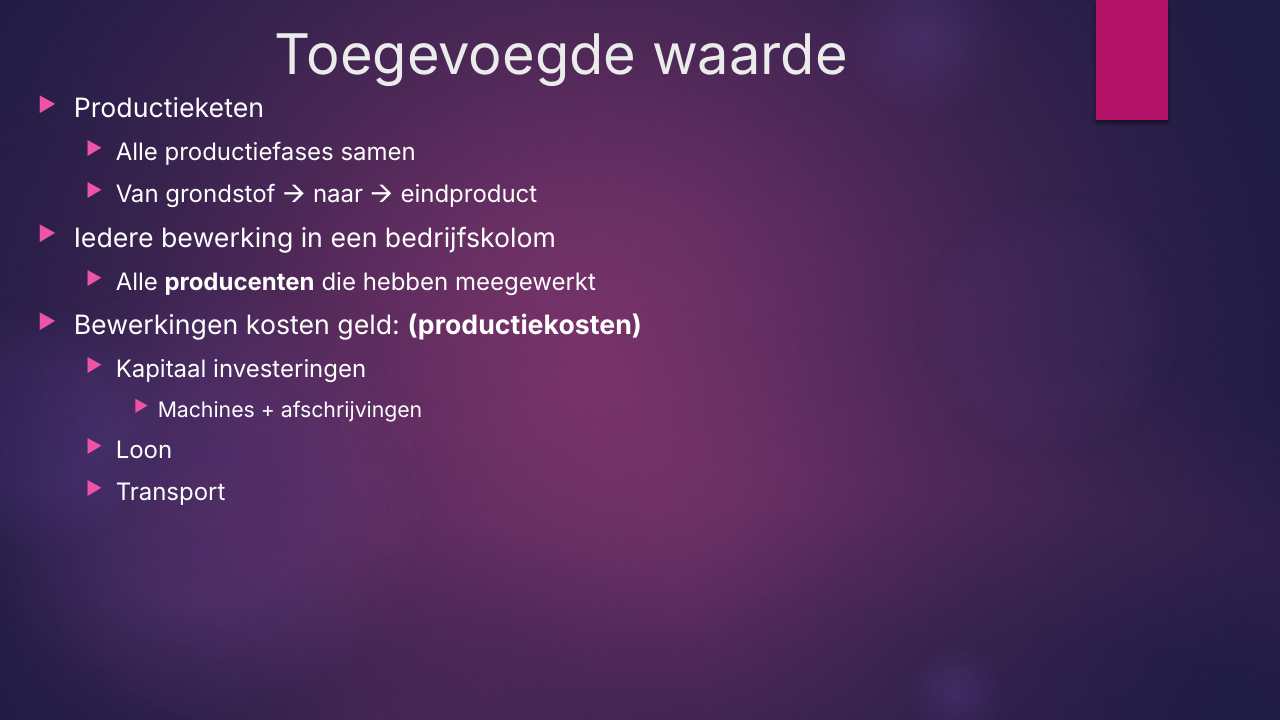 Toegevoegde waarde
Productieketen
Alle productiefases samen
Van grondstof → naar → eindproduct
Iedere bewerking in een bedrijfskolom
Alle producenten die hebben meegewerkt
Bewerkingen kosten geld: (productiekosten)
Kapitaal investeringen
Machines + afschrijvingen
Loon
Transport